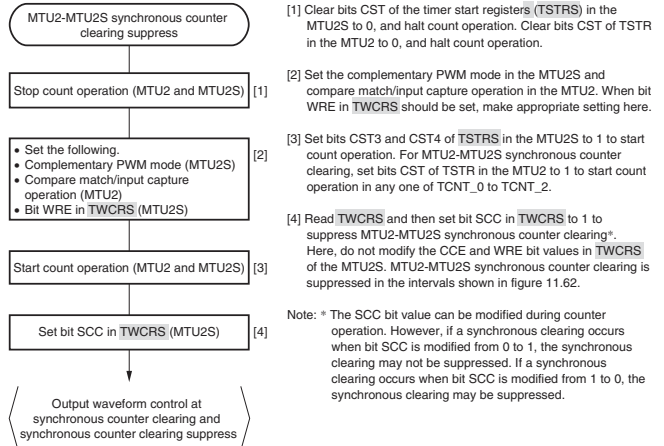 MTU2-MTU2S synchronous counter
clearing suppress
Stop count operation (MTU2 and MTU2S)
[1]
• Set the following.
• Complementary PWM mode (MTU2S)
• Compare match/input capture
operation (MTU2)
• Bit WRE in TWCRS (MTU2S)
[2]
Start count operation (MTU2 and MTU2S)
[3]
Set bit SCC in TWCRS (MTU2S)
[4]
Output waveform control at
synchronous counter clearing and
synchronous counter clearing suppress
[1] Clear bits CST of the timer start registers (TSTRS) in the
MTU2S to 0, and halt count operation. Clear bits CST of TSTR
in the MTU2 to 0, and halt count operation.
[2] Set the complementary PWM mode in the MTU2S and
compare match/input capture operation in the MTU2. When bit
WRE in TWCRS should be set, make appropriate setting here.
[3] Set bits CST3 and CST4 of TSTRS in the MTU2S to 1 to start
count operation. For MTU2-MTU2S synchronous counter
clearing, set bits CST of TSTR in the MTU2 to 1 to start count
operation in any one of TCNT_0 to TCNT_2.
[4] Read TWCRS and then set bit SCC in TWCRS to 1 to
suppress MTU2-MTU2S synchronous counter clearing*.
Here, do not modify the CCE and WRE bit values in TWCRS
of the MTU2S. MTU2-MTU2S synchronous counter clearing is
suppressed in the intervals shown in figure 11.62.
Note: * The SCC bit value can be modified during counter
operation. However, if a synchronous clearing occurs
when bit SCC is modified from 0 to 1, the synchronous
clearing may not be suppressed. If a synchronous
clearing occurs when bit SCC is modified from 1 to 0, the
synchronous clearing may be suppressed.